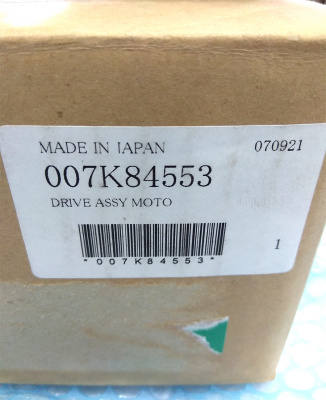 MADE IN JAPAN 070921
007K84553
DRIVE ASSY MOTO
*007K84553*
1